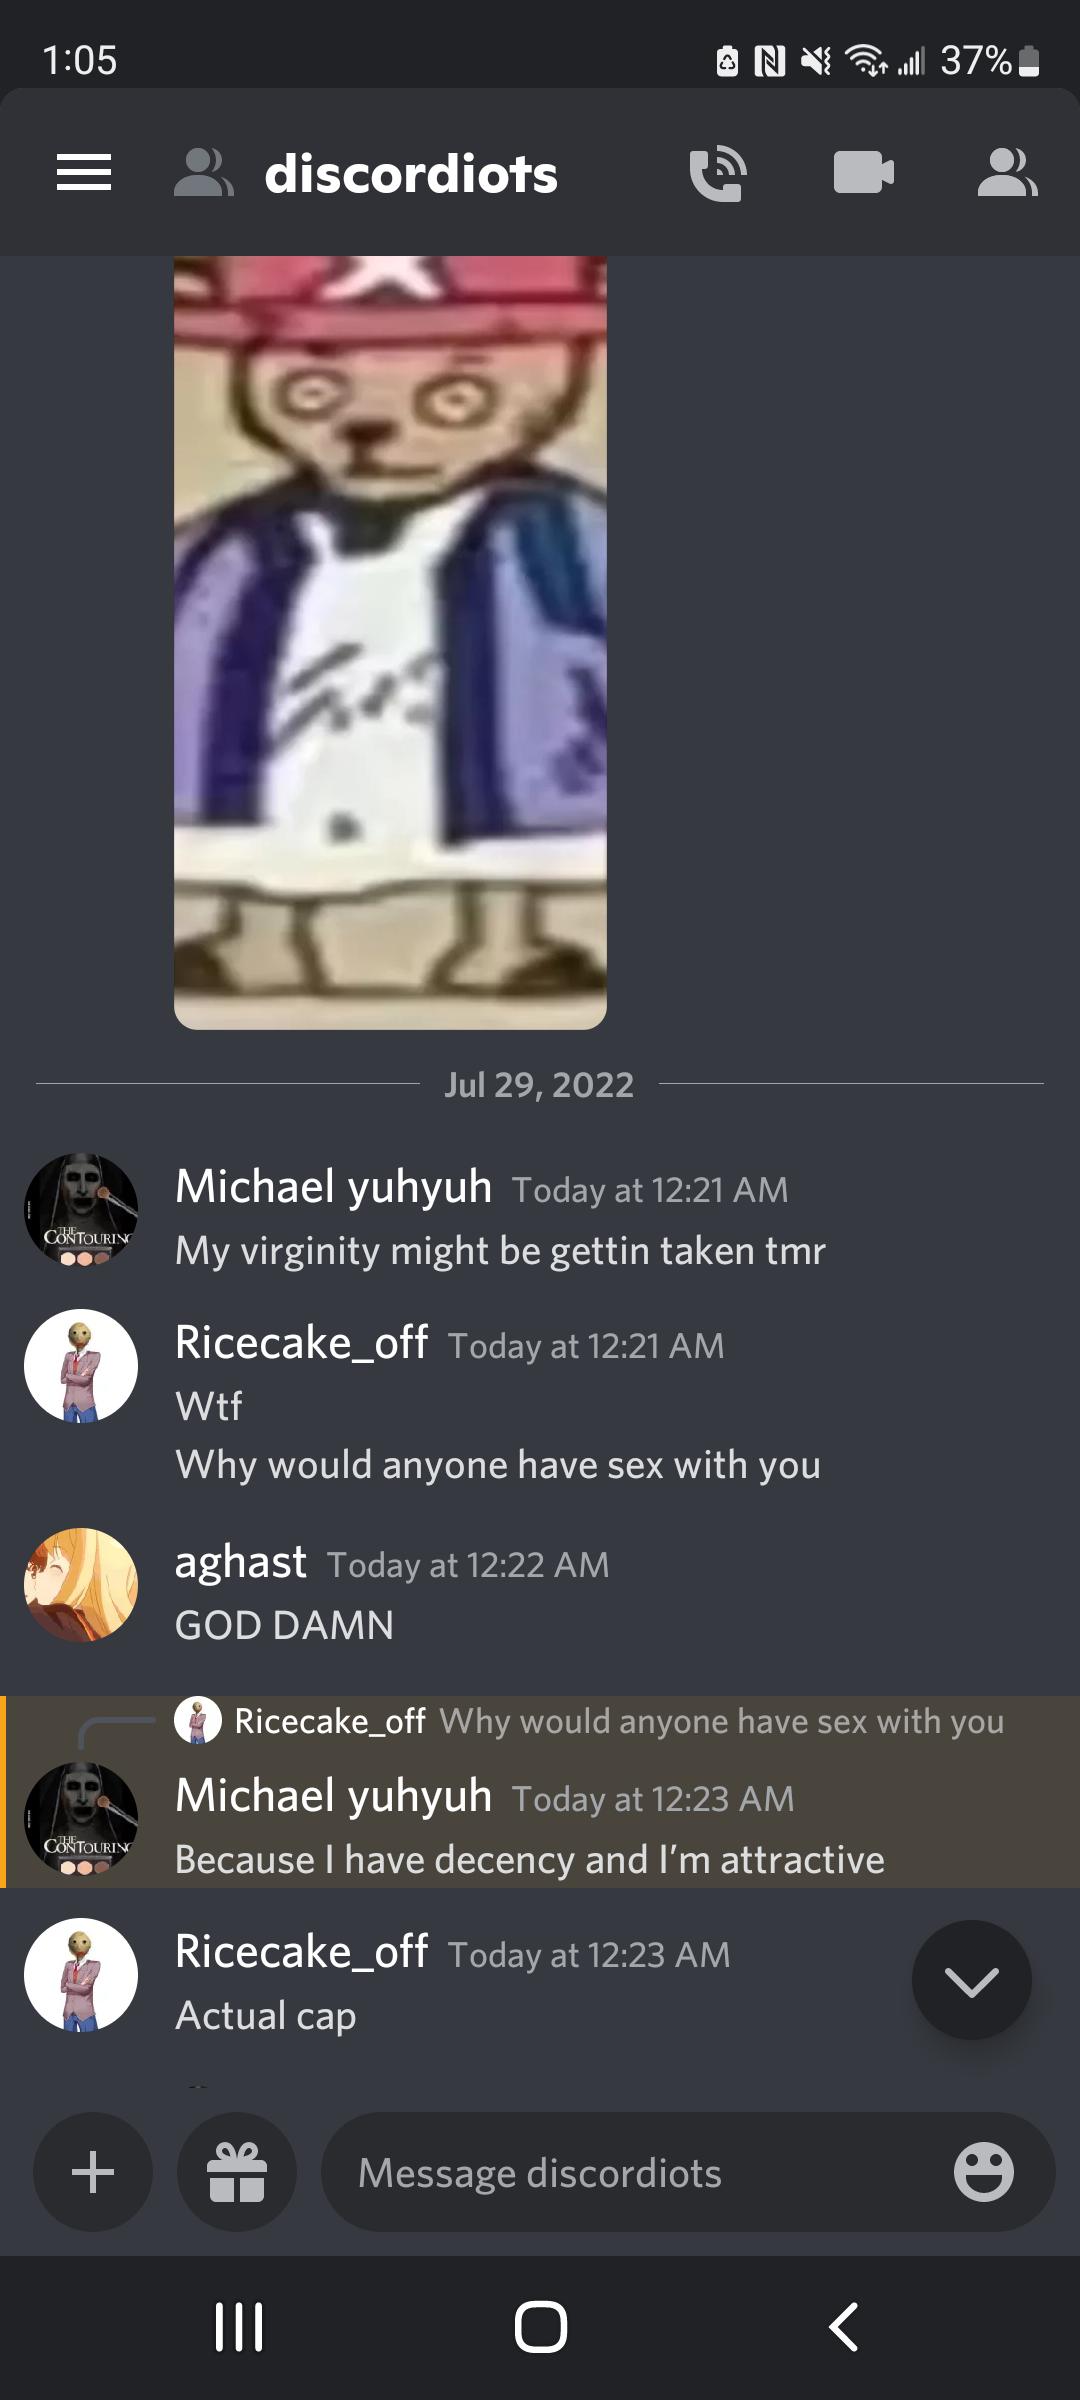 1:05
37%
discordiots
Jul 29, 2022
Michael yuhyuh Today at 12:21 AM
THE CONTOURING
My virginity might be gettin taken tmr
Ricecake_off Today at 12:21 AM
Wtf
Why would anyone have sex with you
aghast Today at 12:22 AM
GOD DAMN
Ricecake_off Why would anyone have sex with you
Michael yuhyuh Today at 12:23 AM
THE CONTOURING
Because I have decency and I’m attractive
Ricecake_off Today at 12:23 AM
Actual cap
Message discordiots